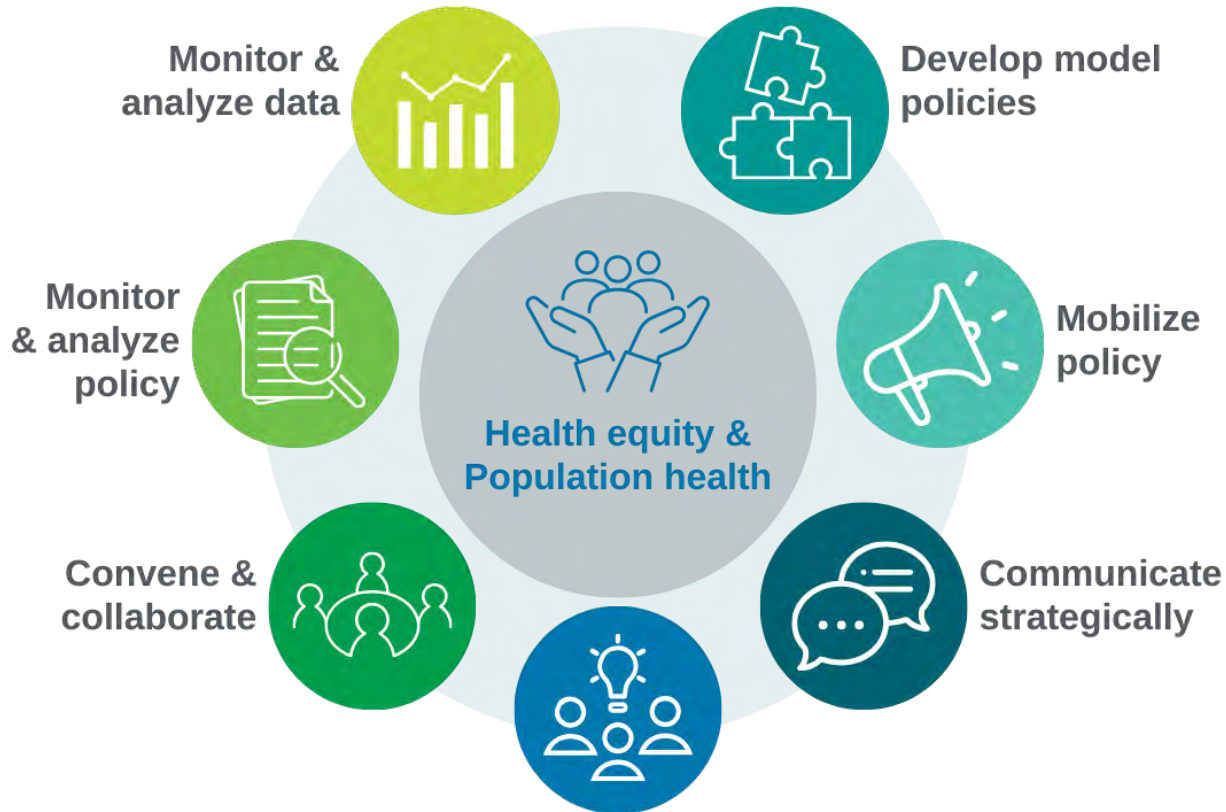 Monitor &
analyze data
Develop model
policies
Monitor
& analyze
policy
Mobilize
policy
Health equity &
Population health
Convene &
collaborate
Communicate
strategically